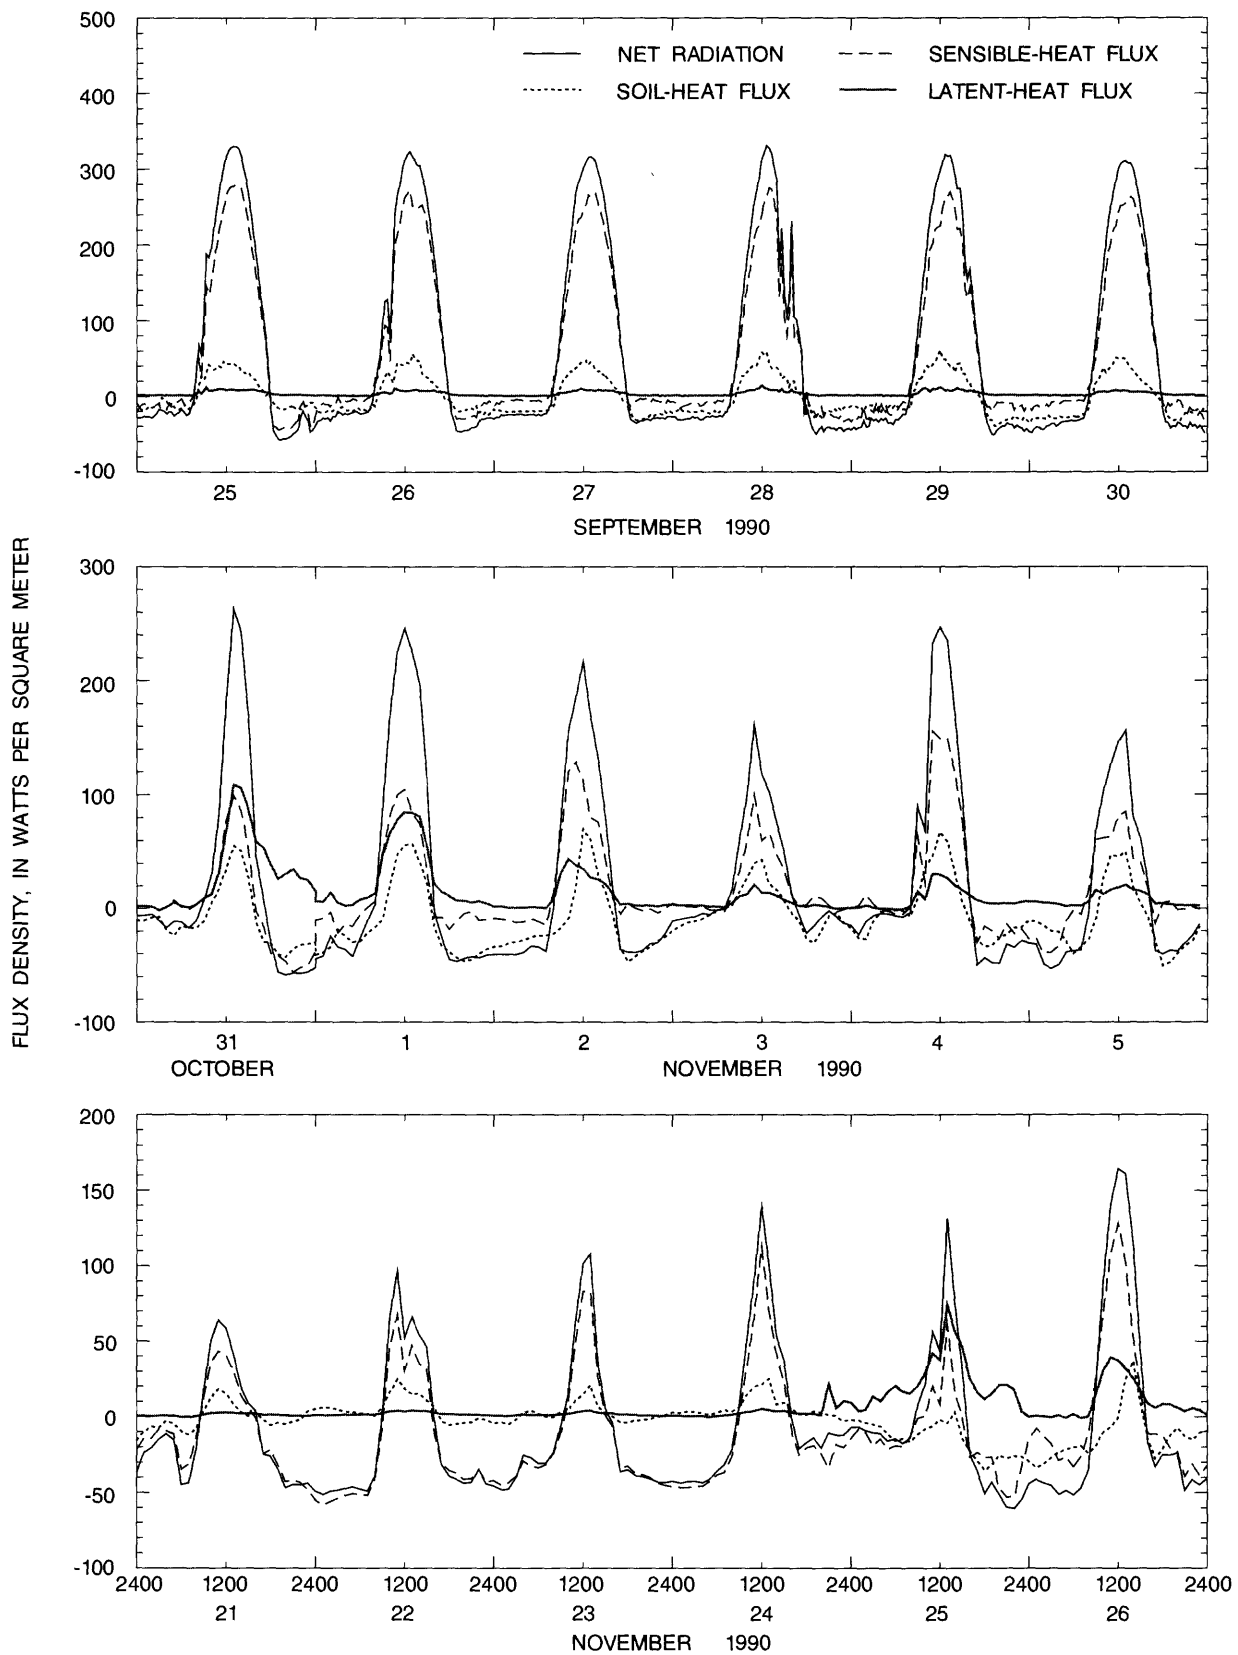 FLUX DENSITY, IN WATTS PER SQUARE METER
500
400
300
200
100
0
-100
NET RADIATION
SENSIBLE-HEAT FLUX
SOIL-HEAT FLUX
LATENT-HEAT FLUX
25 26 27 28 29 30
SEPTEMBER 1990
300
200
100
0
-100
31 1 2 3 4 5
OCTOBER NOVEMBER 1990
200
150
100
50
0
-50
-100
2400 1200 2400 1200 2400 1200 2400 1200 2400 1200 2400 1200 2400
21 22 23 24 25 26
NOVEMBER 1990